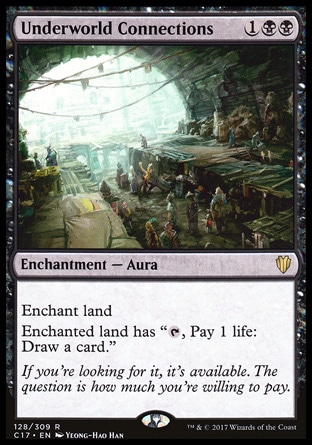 Underworld Connections 1
Enchantment — Aura
Enchant land
Enchanted land has “, Pay 1 life:
Draw a card.”
If you're looking for it, it's available. The
question is how much you're willing to pay.
128/309 R
C17 • EN Yeong-Hao Han
™ & © 2017 Wizards of the Coast